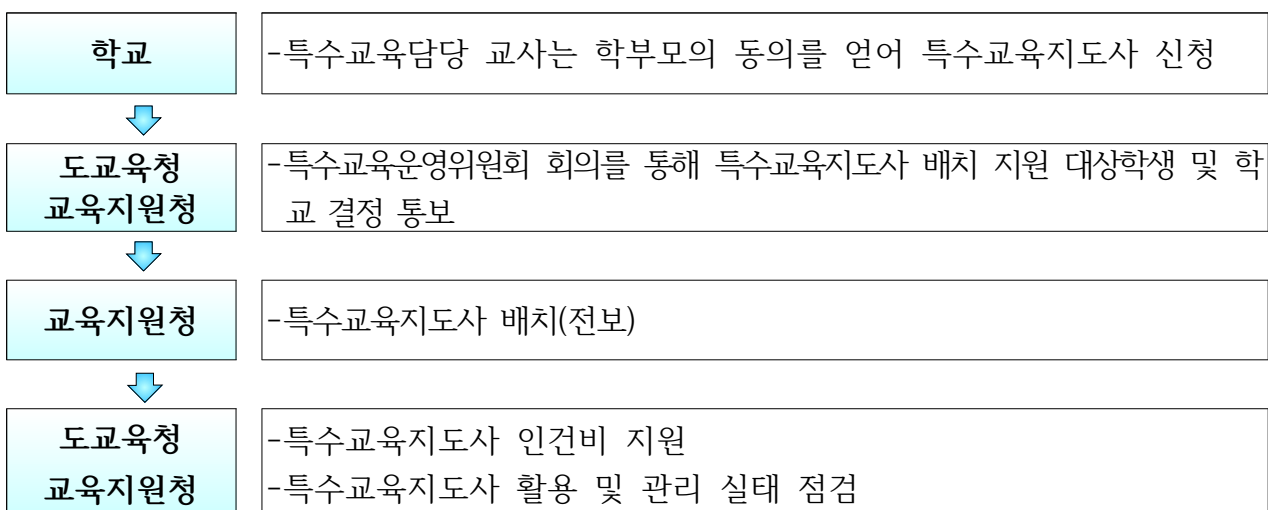 학교
-특수교육담당 교사는 학부모의 동의를 얻어 특수교육지도사 신청
도교육청
교육지원청
-특수교육운영위원회 회의를 통해 특수교육지도사 배치 지원 대상학생 및 학
교 결정 통보
교육지원청
-특수교육지도사 배치(전보)
도교육청
교육지원청
-특수교육지도사 인건비 지원
-특수교육지도사 활용 및 관리 실태 점검